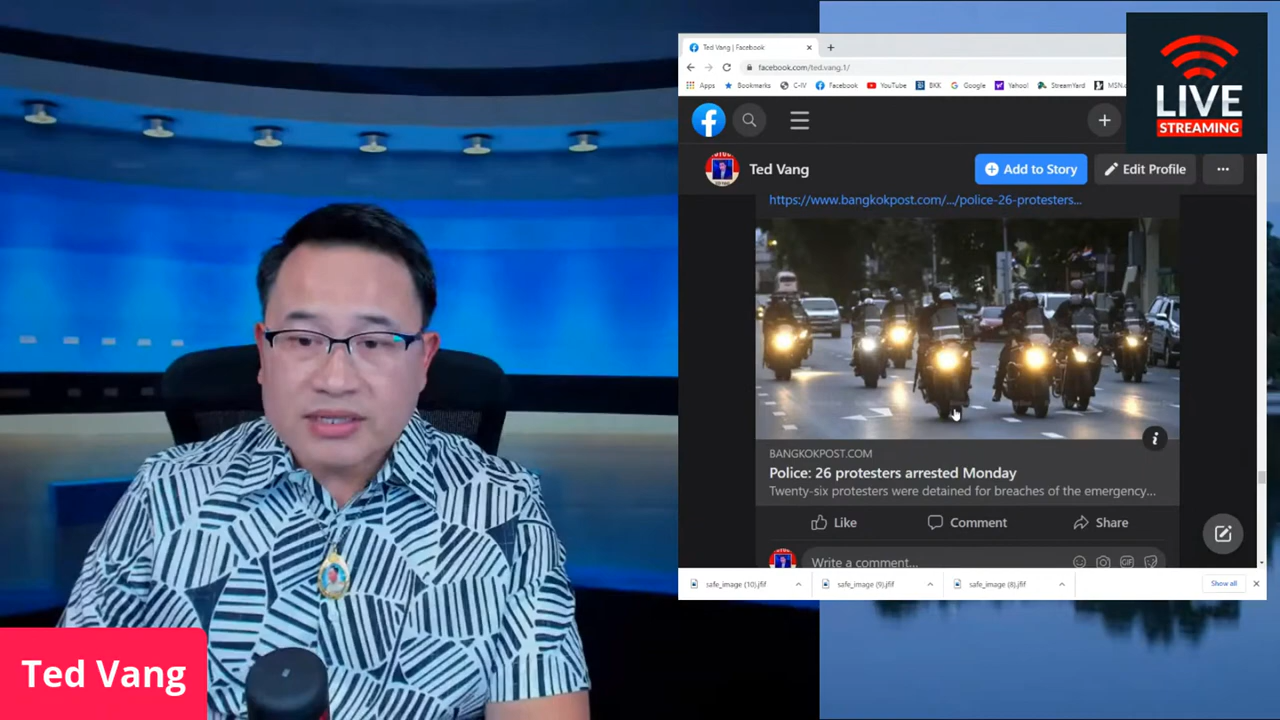 Ted Vang | Facebook
facebook.com/ted.vang.1/
Apps Bookmarks C-IV Facebook YouTube BKK Google Yahoo! StreamYard
LIVE
STREAMING
Ted Vang
Add to Story
Edit Profile
https://www.bangkokpost.com/.../police-26-protesters...
BANGKOKPOST.COM
Police: 26 protesters arrested Monday
Twenty-six protesters were detained for breaches of the emergency...
Like
Comment
Share
Write a comment...
GIF
safe_image (10).jfif
safe_image (9).jfif
safe_image (8).jfif
Show all
Ted Vang